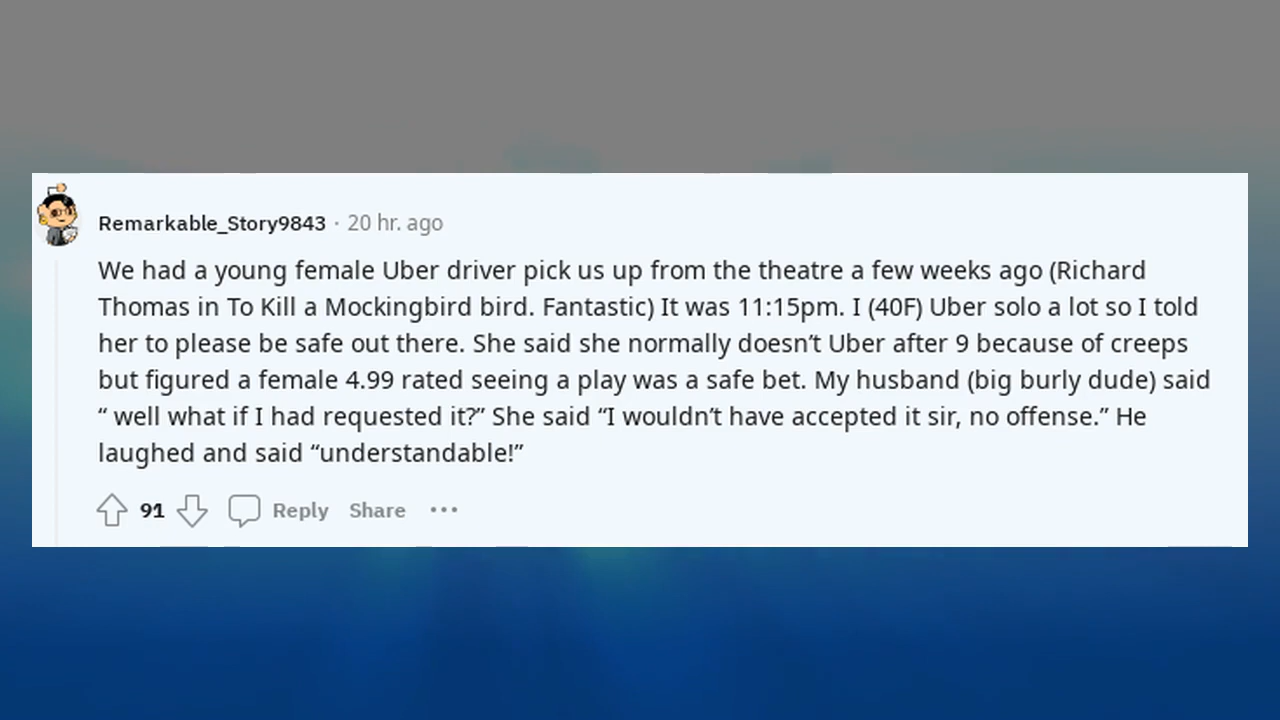 Remarkable_Story9843 · 20 hr. ago
We had a young female Uber driver pick us up from the theatre a few weeks ago (Richard
Thomas in To Kill a Mockingbird bird. Fantastic) It was 11:15pm. I (40F) Uber solo a lot so I told
her to please be safe out there. She said she normally doesn’t Uber after 9 because of creeps
but figured a female 4.99 rated seeing a play was a safe bet. My husband (big burly dude) said
“ well what if I had requested it?” She said “I wouldn’t have accepted it sir, no offense.” He
laughed and said “understandable!”
91 Reply Share ···